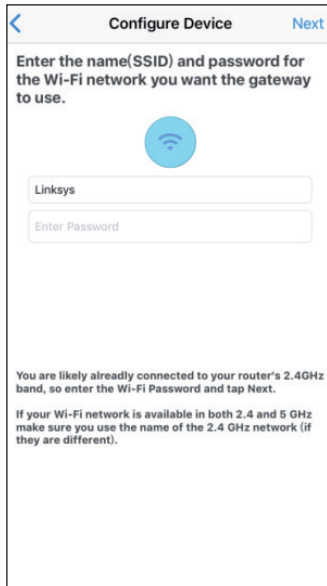 Configure Device Next
Enter the name(SSID) and password for
the Wi-Fi network you want the gateway
to use.
Linksys
Enter Password
You are likely alreadly connected to your router's 2.4GHz
band, so enter the Wi-Fi Password and tap Next.
If your Wi-Fi network is available in both 2.4 and 5 GHz
make sure you use the name of the 2.4 GHz network (if
they are different).